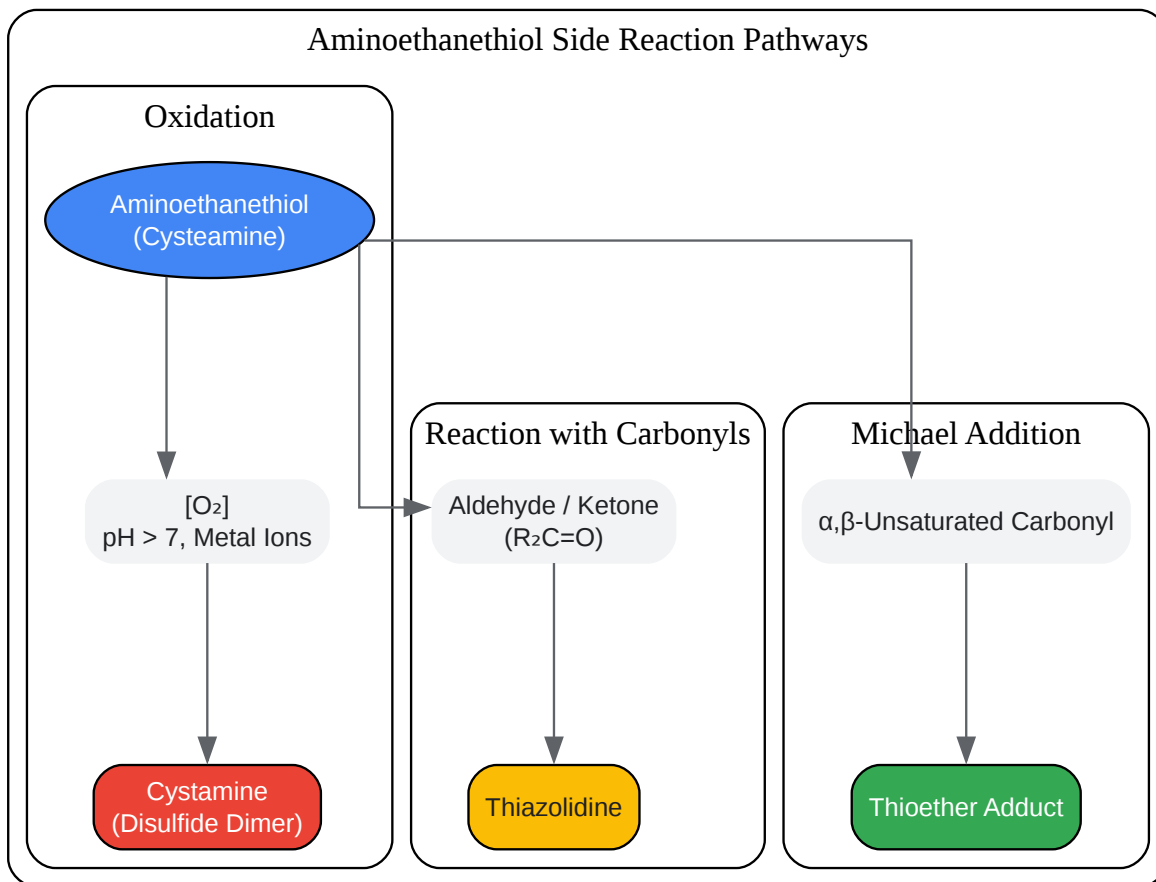 Aminoethanethiol Side Reaction Pathways
Oxidation
Aminoethanethiol
(Cysteamine)
[O₂]
pH > 7, Metal Ions
Cystamine
(Disulfide Dimer)
Reaction with Carbonyls
Aldehyde / Ketone
(R₂C=O)
Thiazolidine
Michael Addition
α,β-Unsaturated Carbonyl
Thioether Adduct